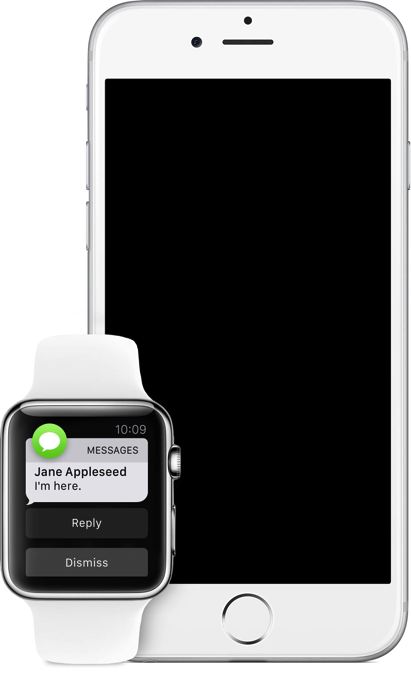 10:09
MESSAGES
Jane Appleseed
I'm here.
Reply
Dismiss